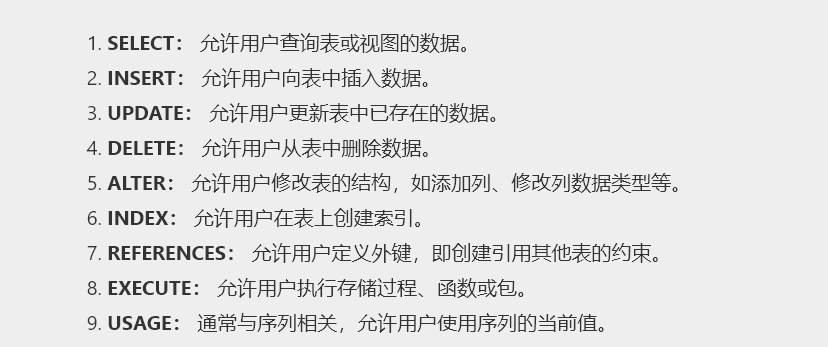 1. SELECT： 允许用户查询表或视图的数据。
2. INSERT： 允许用户向表中插入数据。
3. UPDATE： 允许用户更新表中已存在的数据。
4. DELETE： 允许用户从表中删除数据。
5. ALTER： 允许用户修改表的结构，如添加列、修改列数据类型等。
6. INDEX： 允许用户在表上创建索引。
7. REFERENCES： 允许用户定义外键，即创建引用其他表的约束。
8. EXECUTE： 允许用户执行存储过程、函数或包。
9. USAGE： 通常与序列相关，允许用户使用序列的当前值。